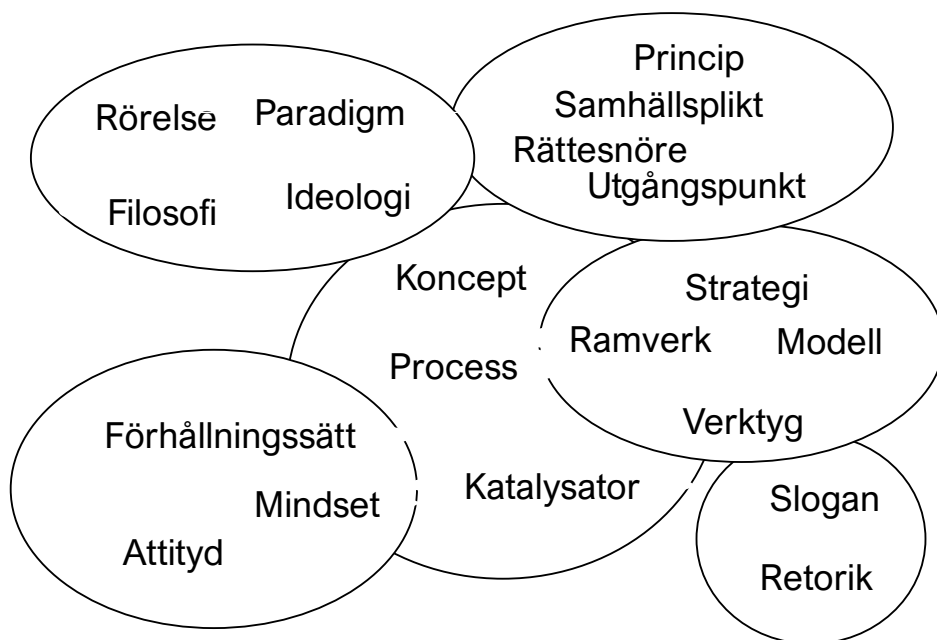 Rörelse
Paradigm
Filosofi
Ideologi
Princip
Samhällsplikt
Rättesnöre
Utgångspunkt
Koncept
Process
Katalysator
Strategi
Ramverk
Modell
Verktyg
Förhållningssätt
Mindset
Attityd
Slogan
Retorik